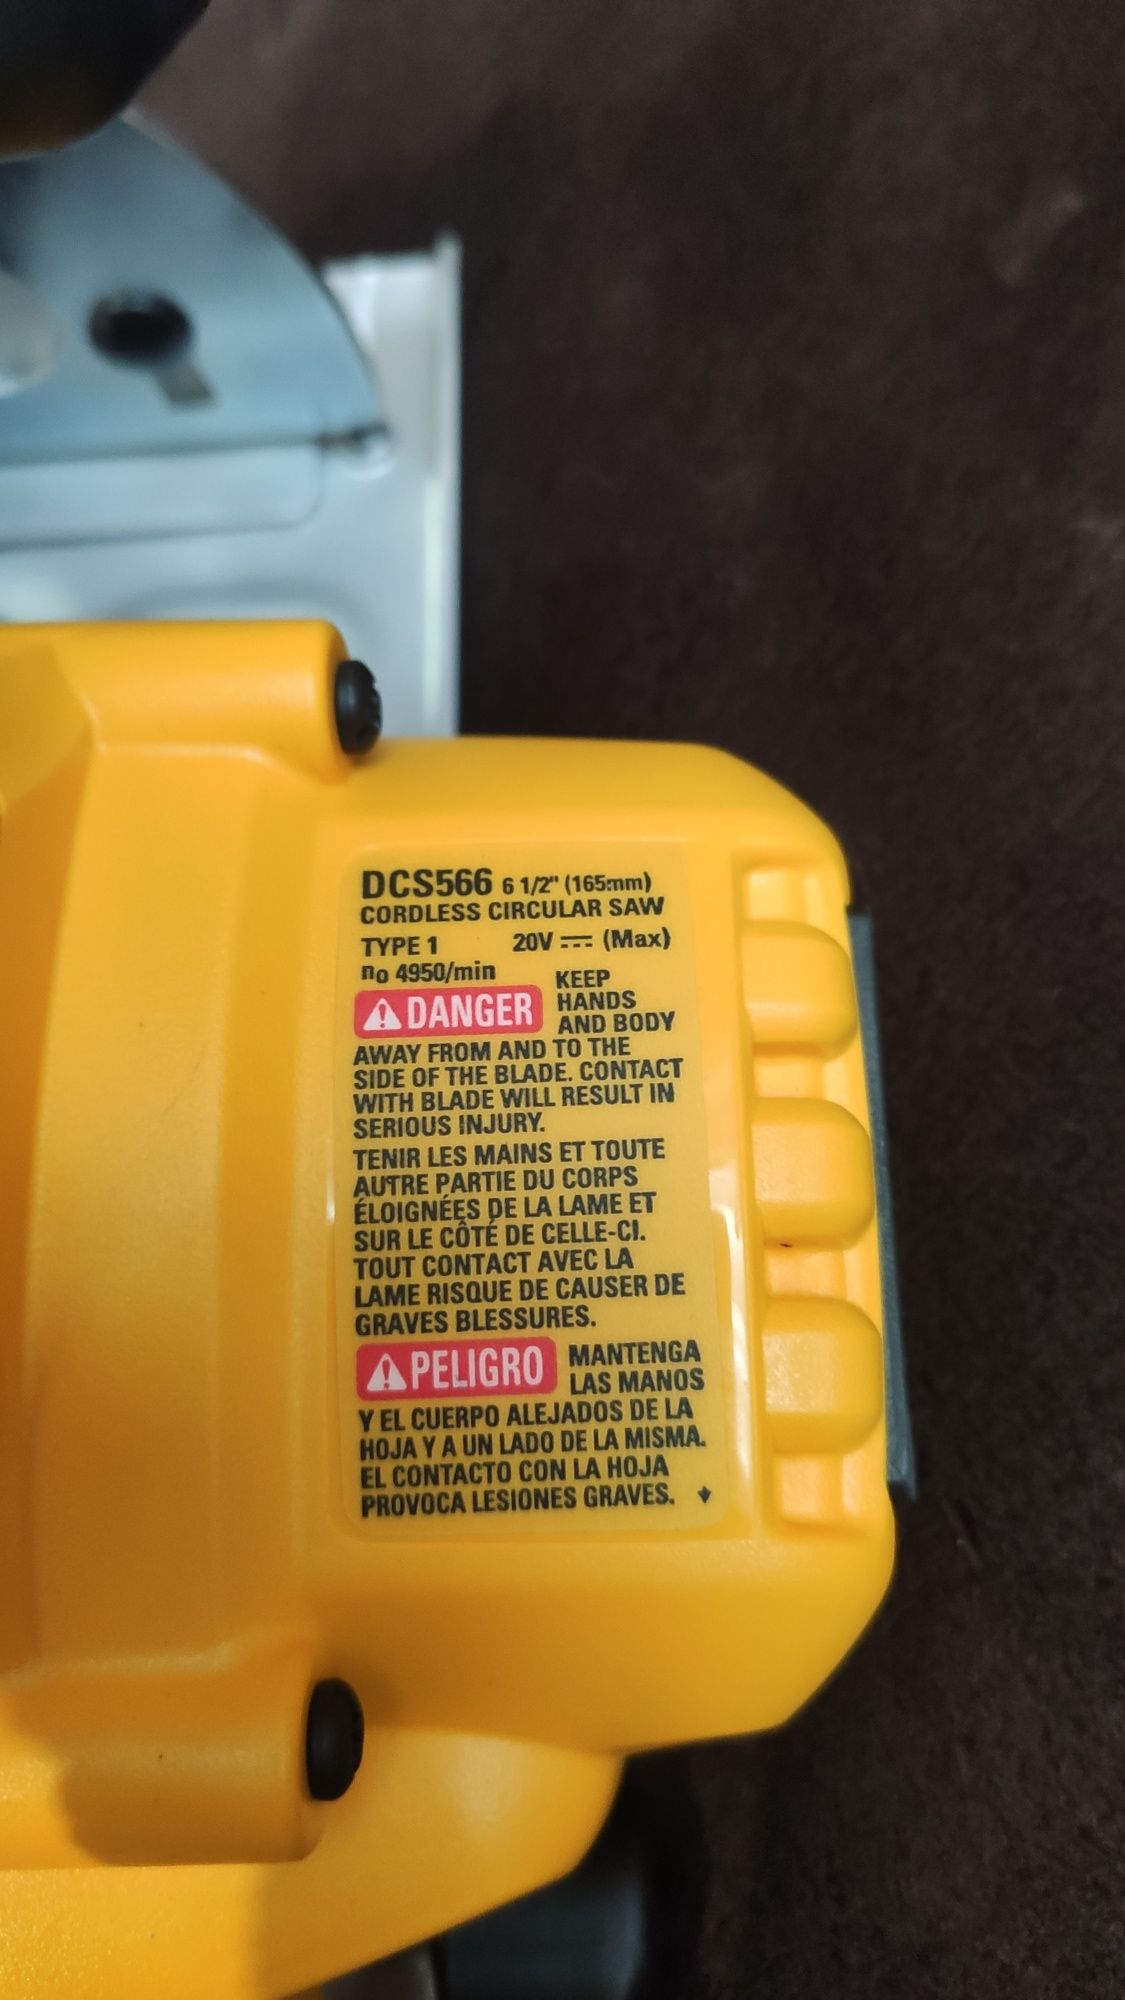 DCS566 6 1/2" (165mm)
CORDLESS CIRCULAR SAW
TYPE 1 20V ⎓ (Max)
no 4950/min
⚠DANGER KEEP
HANDS
AND BODY
AWAY FROM AND TO THE
SIDE OF THE BLADE. CONTACT
WITH BLADE WILL RESULT IN
SERIOUS INJURY.
TENIR LES MAINS ET TOUTE
AUTRE PARTIE DU CORPS
ÉLOIGNÉES DE LA LAME ET
SUR LE CÔTÉ DE CELLE-CI.
TOUT CONTACT AVEC LA
LAME RISQUE DE CAUSER DE
GRAVES BLESSURES.
⚠PELIGRO MANTENGA
LAS MANOS
Y EL CUERPO ALEJADOS DE LA
HOJA Y A UN LADO DE LA MISMA.
EL CONTACTO CON LA HOJA
PROVOCA LESIONES GRAVES.